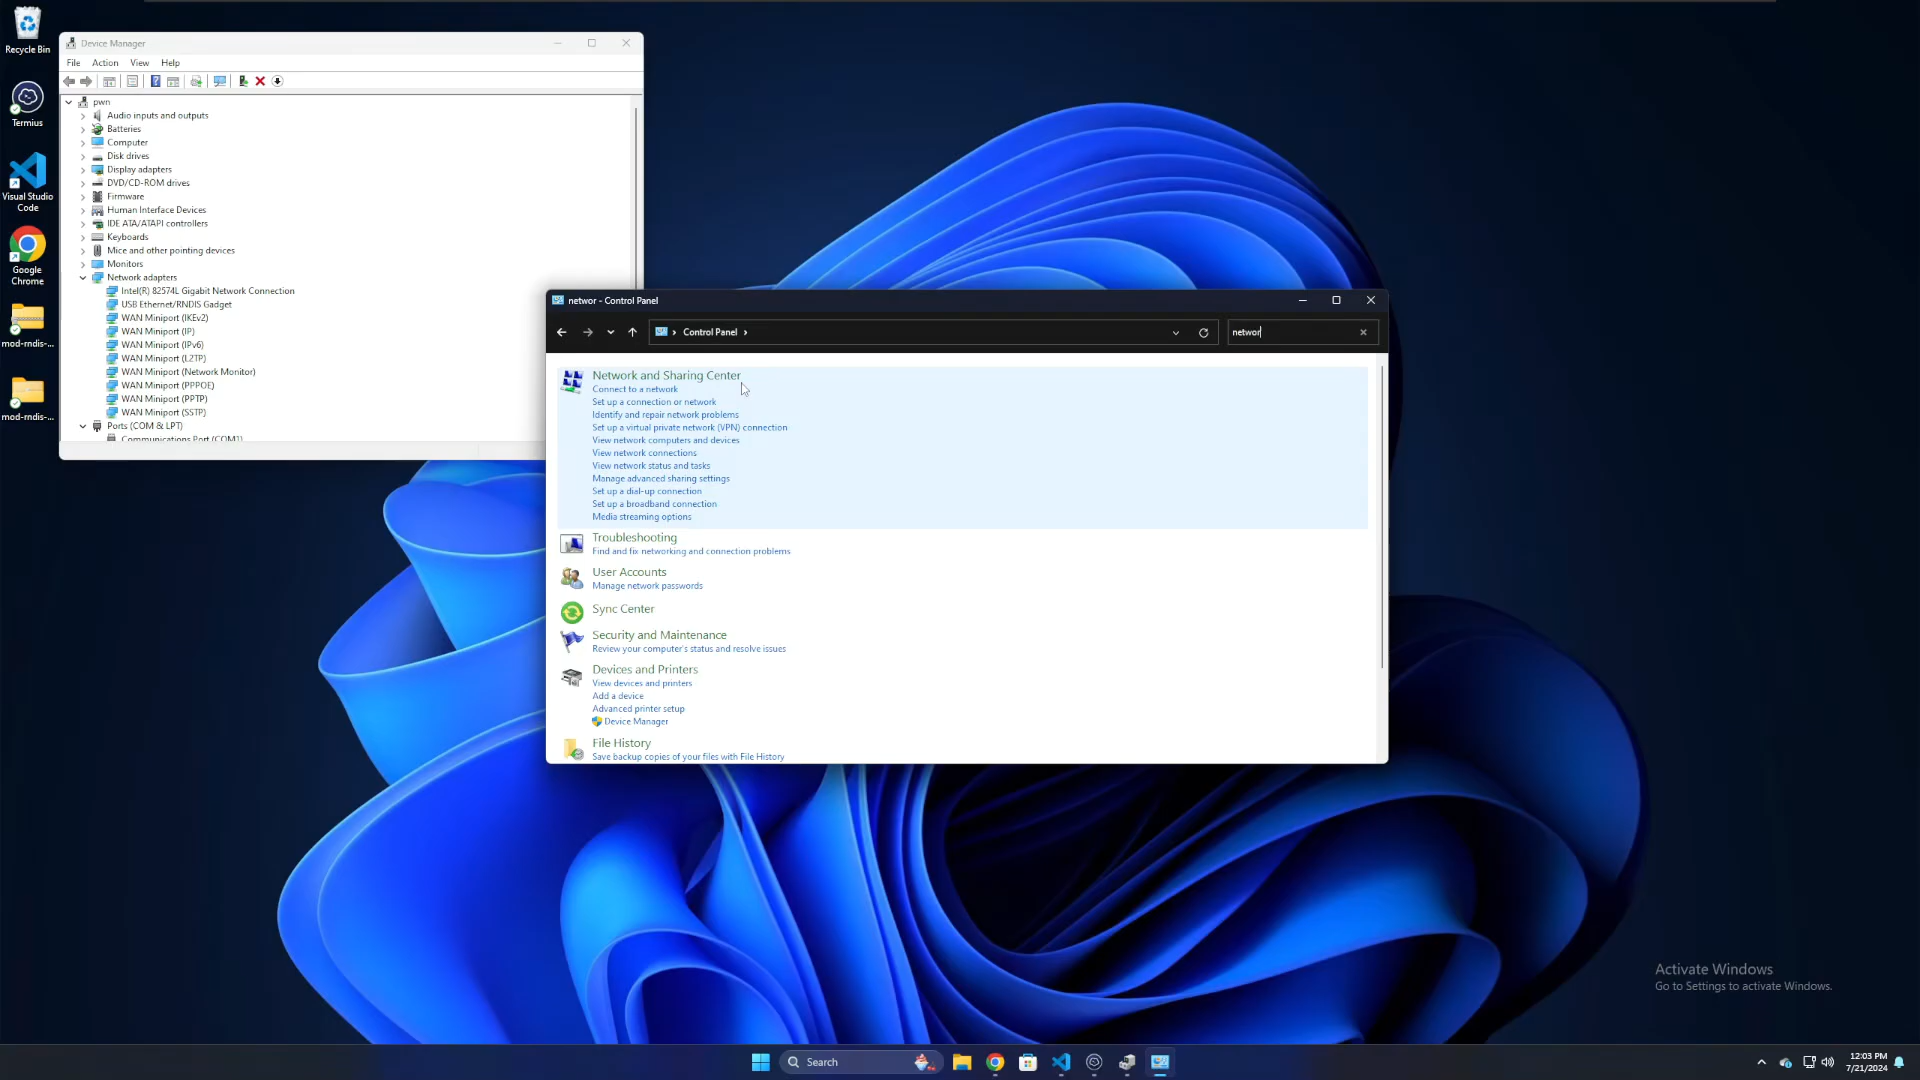 Recycle Bin
Termius
Visual Studio
Code
Google
Chrome
mod-rndis-...
mod-rndis-...
Device Manager
File Action View Help
pwn
Audio inputs and outputs
Batteries
Computer
Disk drives
Display adapters
DVD/CD-ROM drives
Firmware
Human Interface Devices
IDE ATA/ATAPI controllers
Keyboards
Mice and other pointing devices
Monitors
Network adapters
Intel(R) 82574L Gigabit Network Connection
USB Ethernet/RNDIS Gadget
WAN Miniport (IKEv2)
WAN Miniport (IP)
WAN Miniport (IPv6)
WAN Miniport (L2TP)
WAN Miniport (Network Monitor)
WAN Miniport (PPPOE)
WAN Miniport (PPTP)
WAN Miniport (SSTP)
Ports (COM & LPT)
Communications Port (COM1)
networ - Control Panel
Control Panel
networ
Network and Sharing Center
Connect to a network
Set up a connection or network
Identify and repair network problems
Set up a virtual private network (VPN) connection
View network computers and devices
View network connections
View network status and tasks
Manage advanced sharing settings
Set up a dial-up connection
Set up a broadband connection
Media streaming options
Troubleshooting
Find and fix networking and connection problems
User Accounts
Manage network passwords
Sync Center
Security and Maintenance
Review your computer's status and resolve issues
Devices and Printers
View devices and printers
Add a device
Advanced printer setup
Device Manager
File History
Save backup copies of your files with File History
Activate Windows
Go to Settings to activate Windows.
Search
12:03 PM
7/21/2024